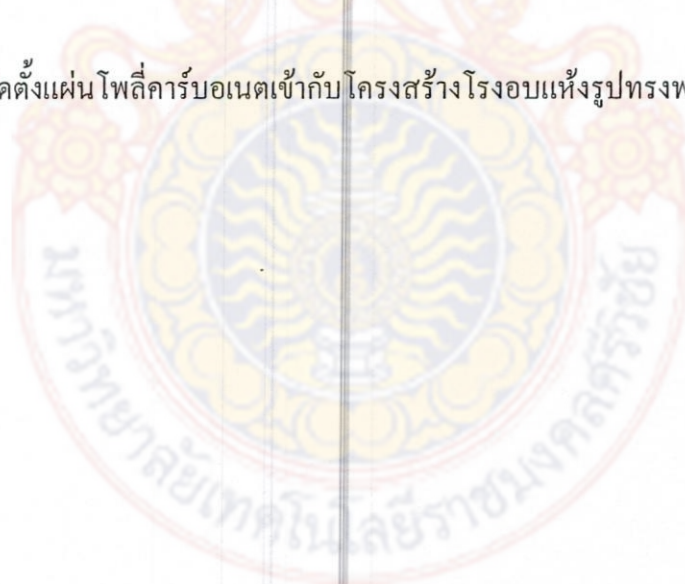 ดตั้งแผ่นโพลี่คาร์บอเนตเข้ากับโครงสร้างโรงอบแห้งรูปทรงพ
มหาวิทยาลัยเทคโนโลยีราชมงคลศรีวิชัย